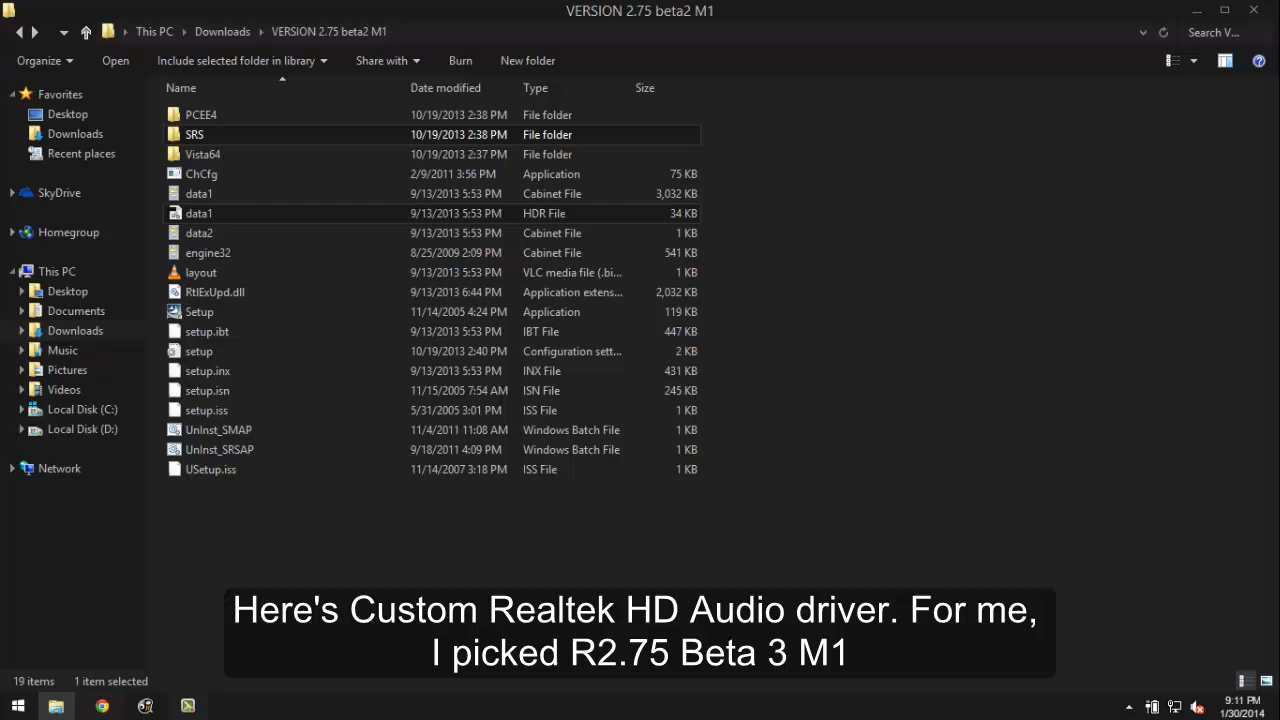 VERSION 2.75 beta2 M1
This PC Downloads VERSION 2.75 beta2 M1 Search V...
Organize Open Include selected folder in library Share with Burn New folder
Name Date modified Type Size
Favorites
Desktop
Downloads
Recent places
SkyDrive
Homegroup
This PC
Desktop
Documents
Downloads
Music
Pictures
Videos
Local Disk (C:)
Local Disk (D:)
Network
PCEE4 10/19/2013 2:38 PM File folder
SRS 10/19/2013 2:38 PM File folder
Vista64 10/19/2013 2:37 PM File folder
ChCfg 2/9/2011 3:56 PM Application 75 KB
data1 9/13/2013 5:53 PM Cabinet File 3,032 KB
data1 9/13/2013 5:53 PM HDR File 34 KB
data2 9/13/2013 5:53 PM Cabinet File 1 KB
engine32 8/25/2009 2:09 PM Cabinet File 541 KB
layout 9/13/2013 5:53 PM VLC media file (.bi... 1 KB
RtlExUpd.dll 9/13/2013 6:44 PM Application extens... 2,032 KB
Setup 11/14/2005 4:24 PM Application 119 KB
setup.ibt 9/13/2013 5:53 PM IBT File 447 KB
setup 10/19/2013 2:40 PM Configuration sett... 2 KB
setup.inx 9/13/2013 5:53 PM INX File 431 KB
setup.isn 11/15/2005 7:54 AM ISN File 245 KB
setup.iss 5/31/2005 3:01 PM ISS File 1 KB
UnInst_SMAP 11/4/2011 11:08 AM Windows Batch File 1 KB
UnInst_SRSAP 9/18/2011 4:09 PM Windows Batch File 1 KB
USetup.iss 11/14/2007 3:18 PM ISS File 1 KB
Here's Custom Realtek HD Audio driver. For me,
I picked R2.75 Beta 3 M1
19 items 1 item selected
9:11 PM
1/30/2014